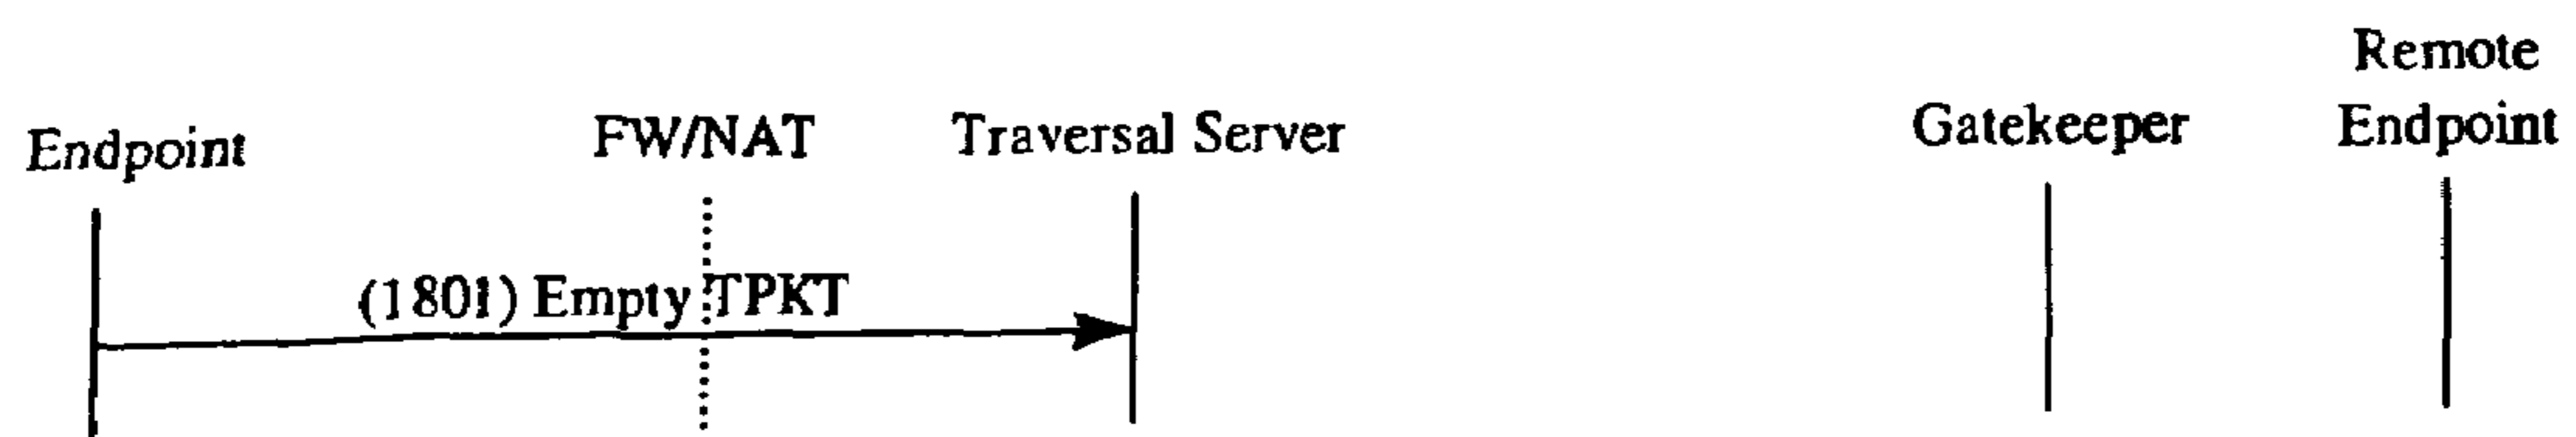 Endpoint
FW/NAT
Traversal Server
Gatekeeper
Remote
Endpoint
(1801) Empty TPKT